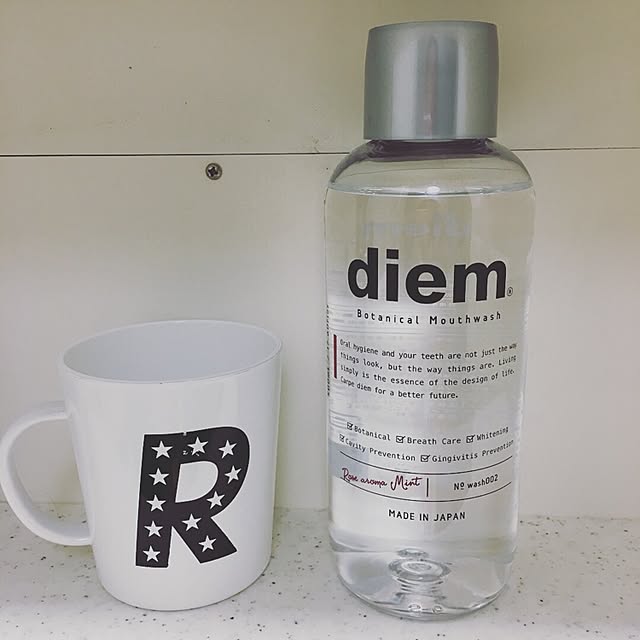 diem®
Botanical Mouthwash
Oral hygiene and your teeth are not just the way
things look, but the way things are. Living
simply is the essence of the design of life.
Carpe diem for a better future.
☑Botanical ☑Breath Care ☑Whitening
☑Cavity Prevention ☑Gingivitis Prevention
Rose aroma Mint | № wash002
MADE IN JAPAN
R